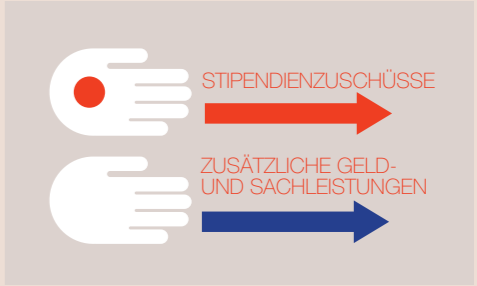 STIPENDIENZUSCHÜSSE
ZUSÄTZLICHE GELD-
UND SACHLEISTUNGEN